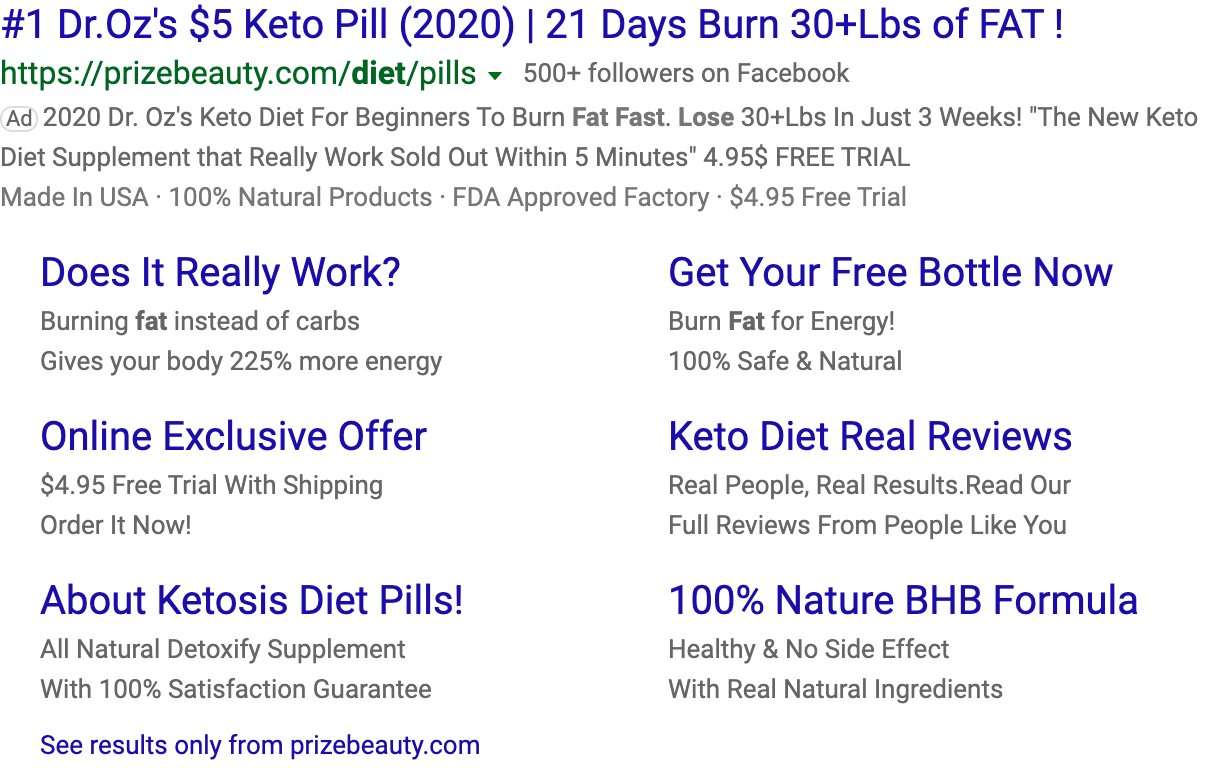 #1 Dr.Oz's $5 Keto Pill (2020) | 21 Days Burn 30+Lbs of FAT !
https://prizebeauty.com/diet/pills ▼ 500+ followers on Facebook
Ad 2020 Dr. Oz's Keto Diet For Beginners To Burn Fat Fast. Lose 30+Lbs In Just 3 Weeks! "The New Keto
Diet Supplement that Really Work Sold Out Within 5 Minutes" 4.95$ FREE TRIAL
Made In USA · 100% Natural Products · FDA Approved Factory · $4.95 Free Trial
Does It Really Work?
Burning fat instead of carbs
Gives your body 225% more energy
Get Your Free Bottle Now
Burn Fat for Energy!
100% Safe & Natural
Online Exclusive Offer
$4.95 Free Trial With Shipping
Order It Now!
Keto Diet Real Reviews
Real People, Real Results.Read Our
Full Reviews From People Like You
About Ketosis Diet Pills!
All Natural Detoxify Supplement
With 100% Satisfaction Guarantee
100% Nature BHB Formula
Healthy & No Side Effect
With Real Natural Ingredients
See results only from prizebeauty.com